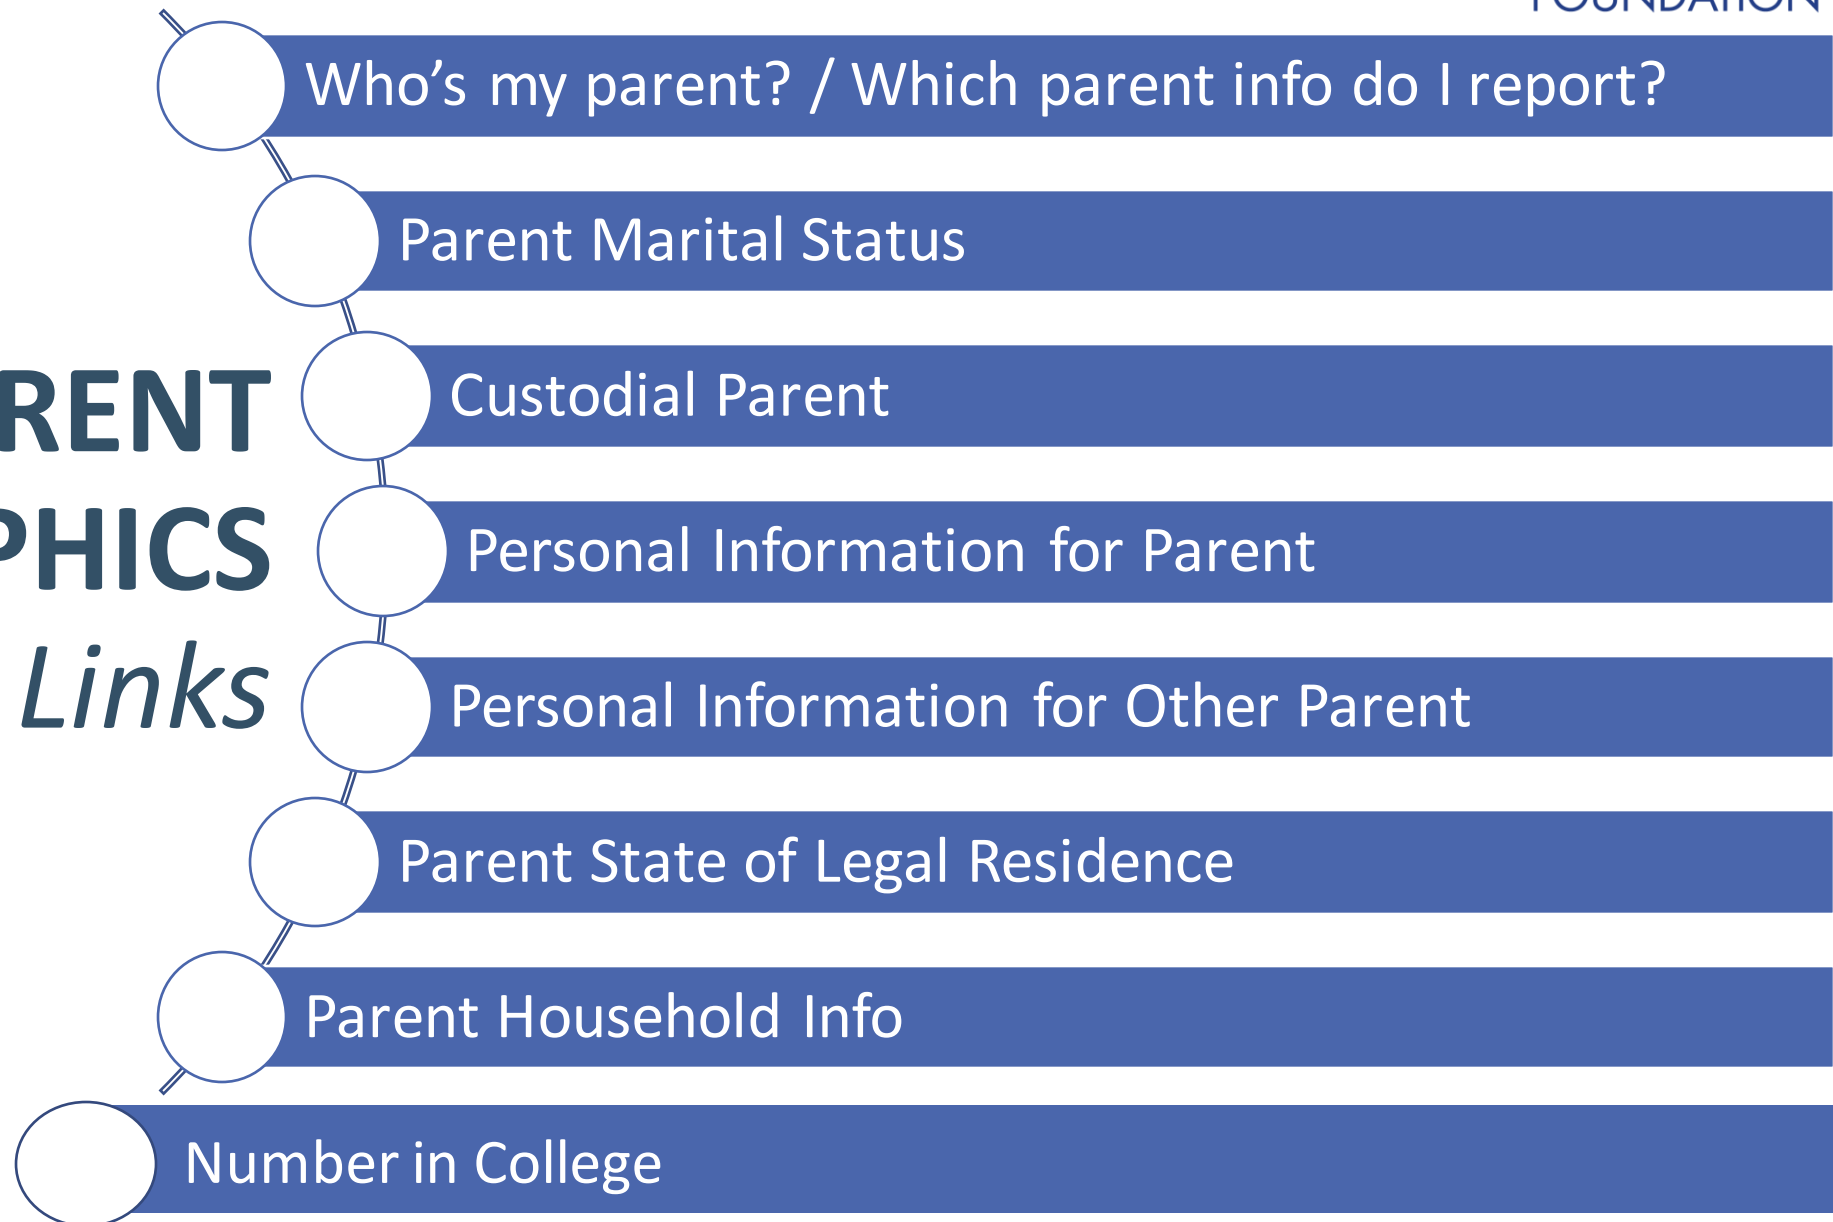 FOUNDATION
Who's my parent? / Which parent info do I report?
Parent Marital Status
Custodial Parent
Personal Information for Parent
Personal Information for Other Parent
Parent State of Legal Residence
Parent Household Info
Number in College
RENT
PHICS
Links